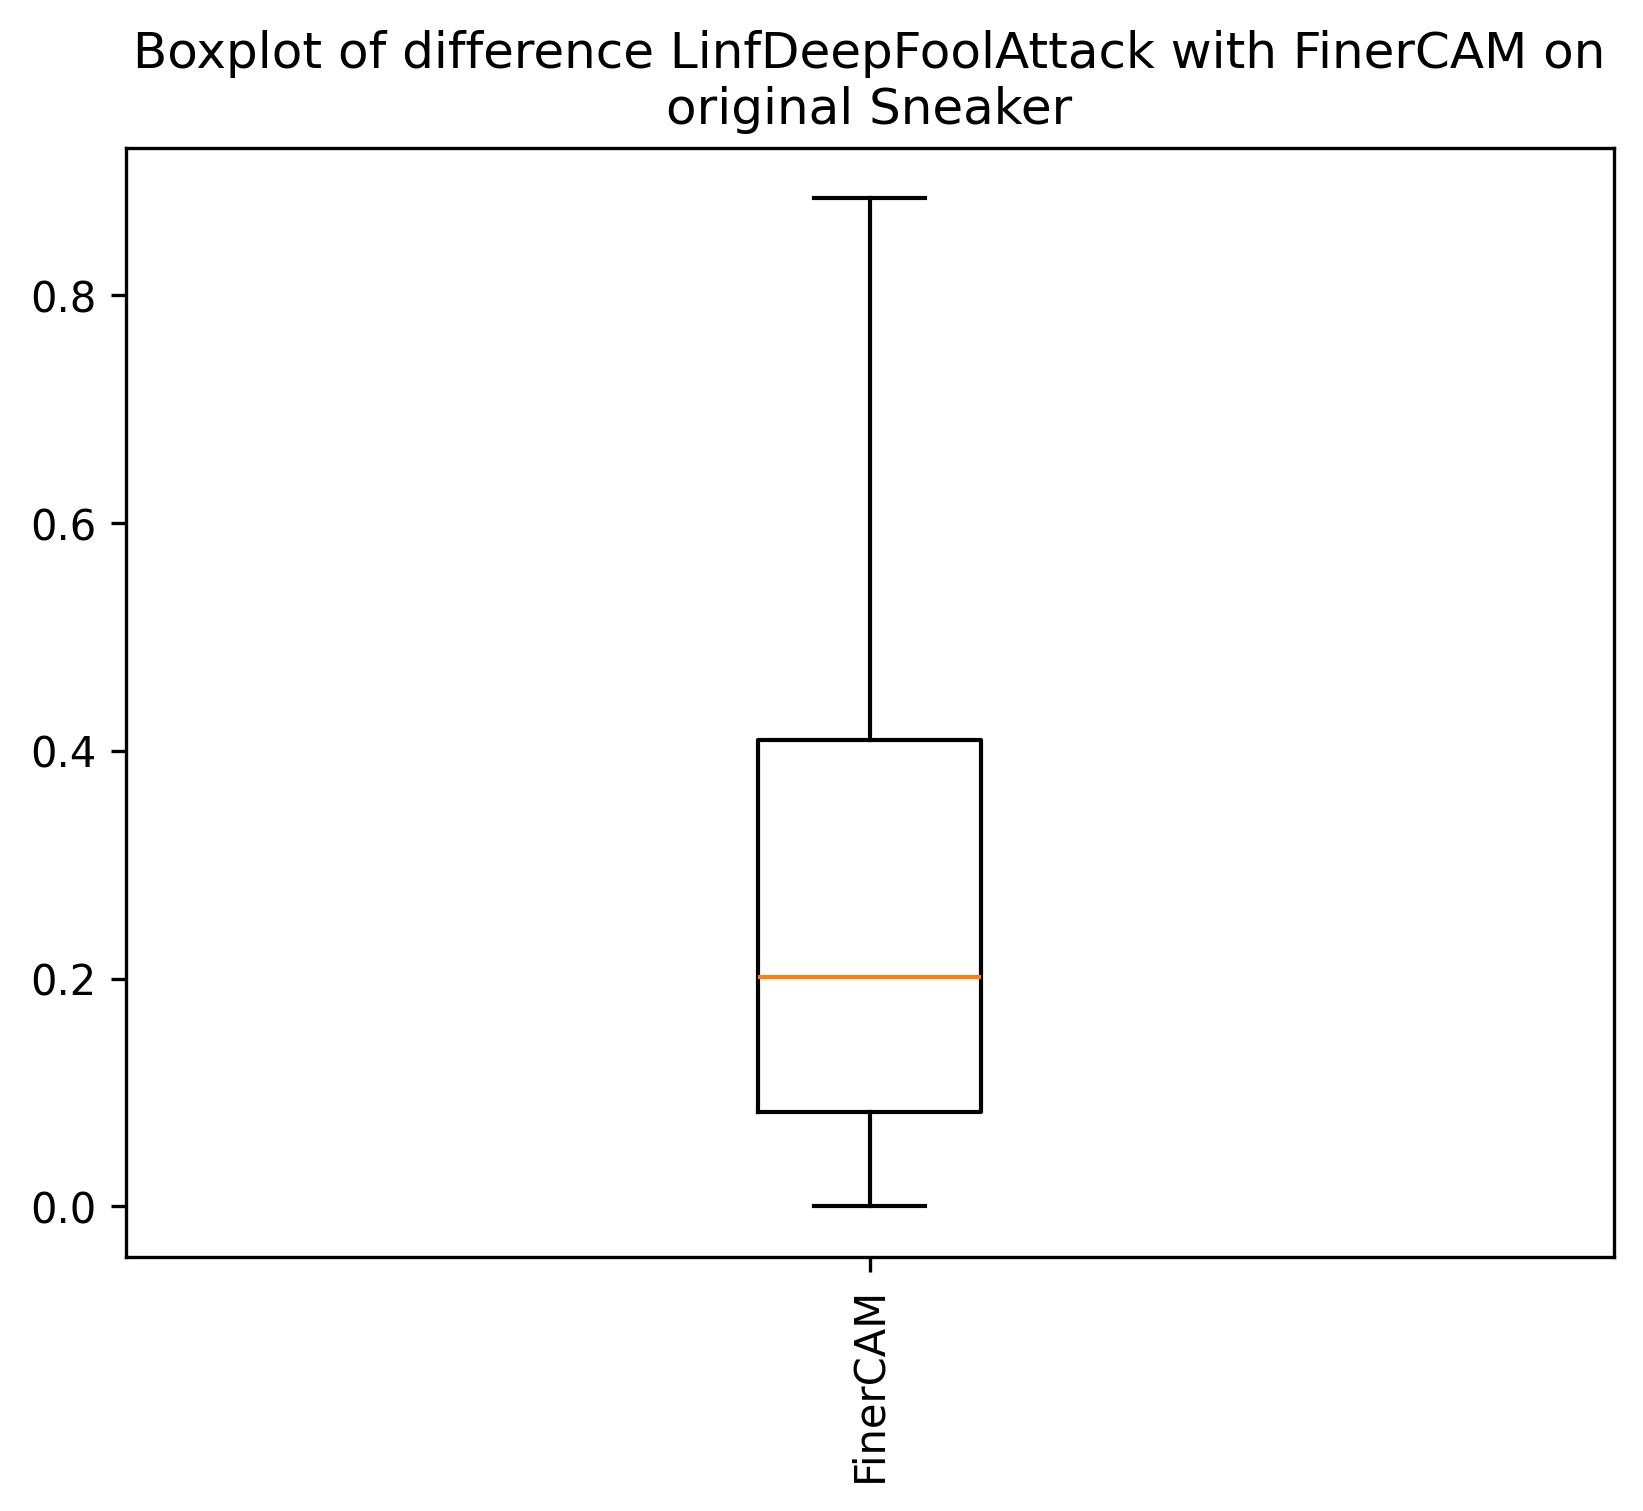 Boxplot of difference LinfDeepFoolAttack with FinerCAM on
original Sneaker
0.8
0.6
0.4
0.2
0.0
FinerCAM